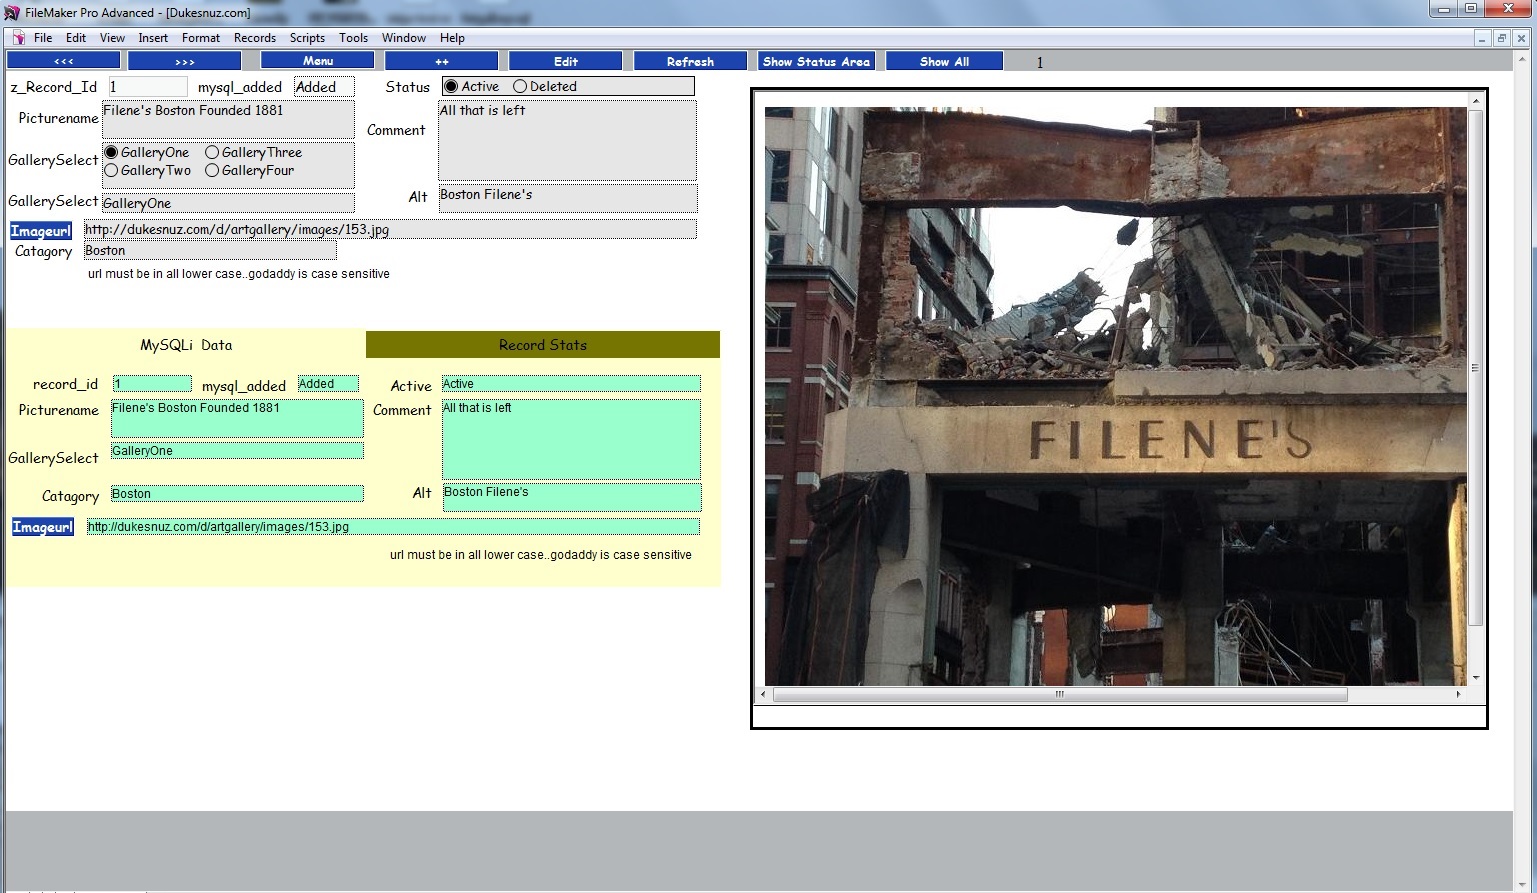 FileMaker Pro Advanced - [Dukesnuz.com]
File Edit View Insert Format Records Scripts Tools Window Help
<<< >>> Menu ++ Edit Refresh Show Status Area Show All 1
z_Record_Id 1 mysql_added Added Status Active Deleted
Picturename Filene's Boston Founded 1881
Comment All that is left
GallerySelect GalleryOne GalleryThree
GalleryTwo GalleryFour
Alt Boston Filene's
GallerySelect GalleryOne
Imageurl http://dukesnuz.com/d/artgallery/images/153.jpg
Catagory Boston
url must be in all lower case..godaddy is case sensitive
MySQLi Data Record Stats
record_id 1 mysql_added Added Active Active
Picturename Filene's Boston Founded 1881 Comment All that is left
GallerySelect GalleryOne
Catagory Boston Alt Boston Filene's
Imageurl http://dukesnuz.com/d/artgallery/images/153.jpg
url must be in all lower case..godaddy is case sensitive
FILENE'S